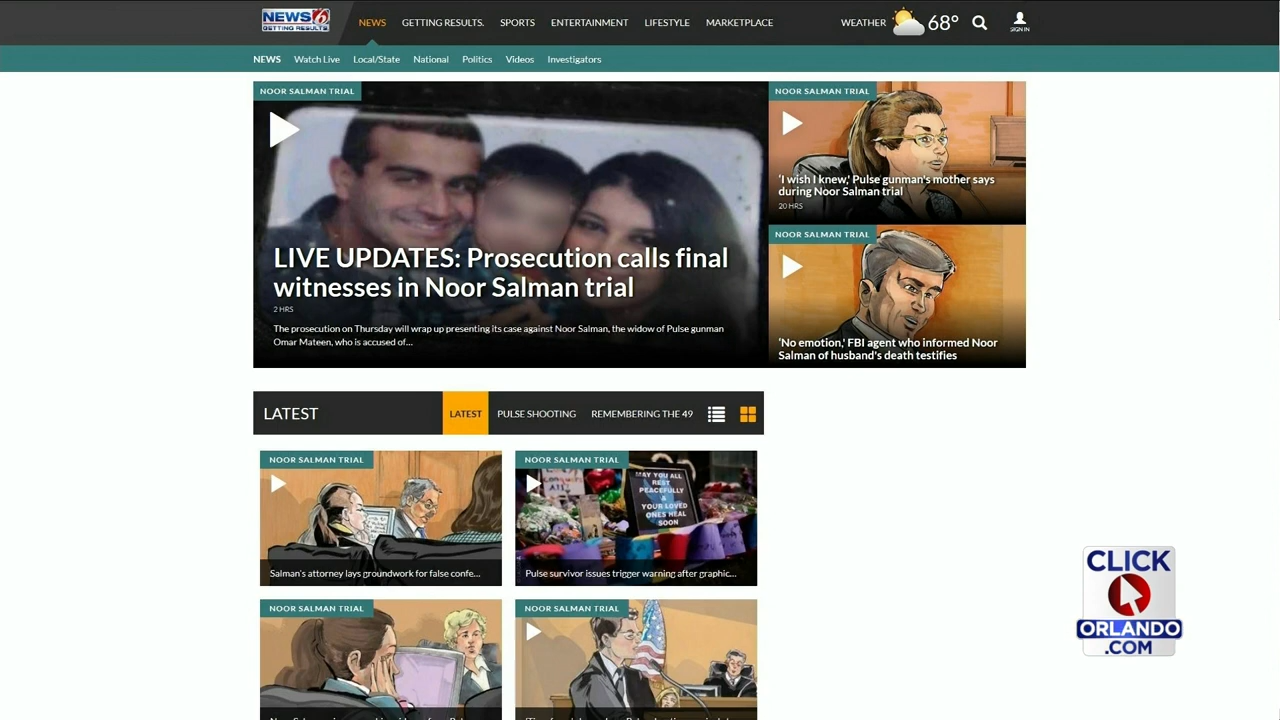 NEWS 6
GETTING RESULTS
NEWS
GETTING RESULTS.
SPORTS
ENTERTAINMENT
LIFESTYLE
MARKETPLACE
WEATHER
68°
SIGN IN
NEWS
Watch Live
Local/State
National
Politics
Videos
Investigators
NOOR SALMAN TRIAL
LIVE UPDATES: Prosecution calls final
witnesses in Noor Salman trial
2 HRS
The prosecution on Thursday will wrap up presenting its case against Noor Salman, the widow of Pulse gunman
Omar Mateen, who is accused of...
NOOR SALMAN TRIAL
'I wish I knew,' Pulse gunman's mother says
during Noor Salman trial
20 HRS
NOOR SALMAN TRIAL
'No emotion,' FBI agent who informed Noor
Salman of husband's death testifies
LATEST
LATEST
PULSE SHOOTING
REMEMBERING THE 49
NOOR SALMAN TRIAL
Salman's attorney lays groundwork for false confe...
NOOR SALMAN TRIAL
MAY YOU ALL
REST
PEACEFULLY
&
YOUR LOVED
ONES HEAL
SOON
Pulse survivor issues trigger warning after graphic...
NOOR SALMAN TRIAL
NOOR SALMAN TRIAL
CLICK
ORLANDO
.COM